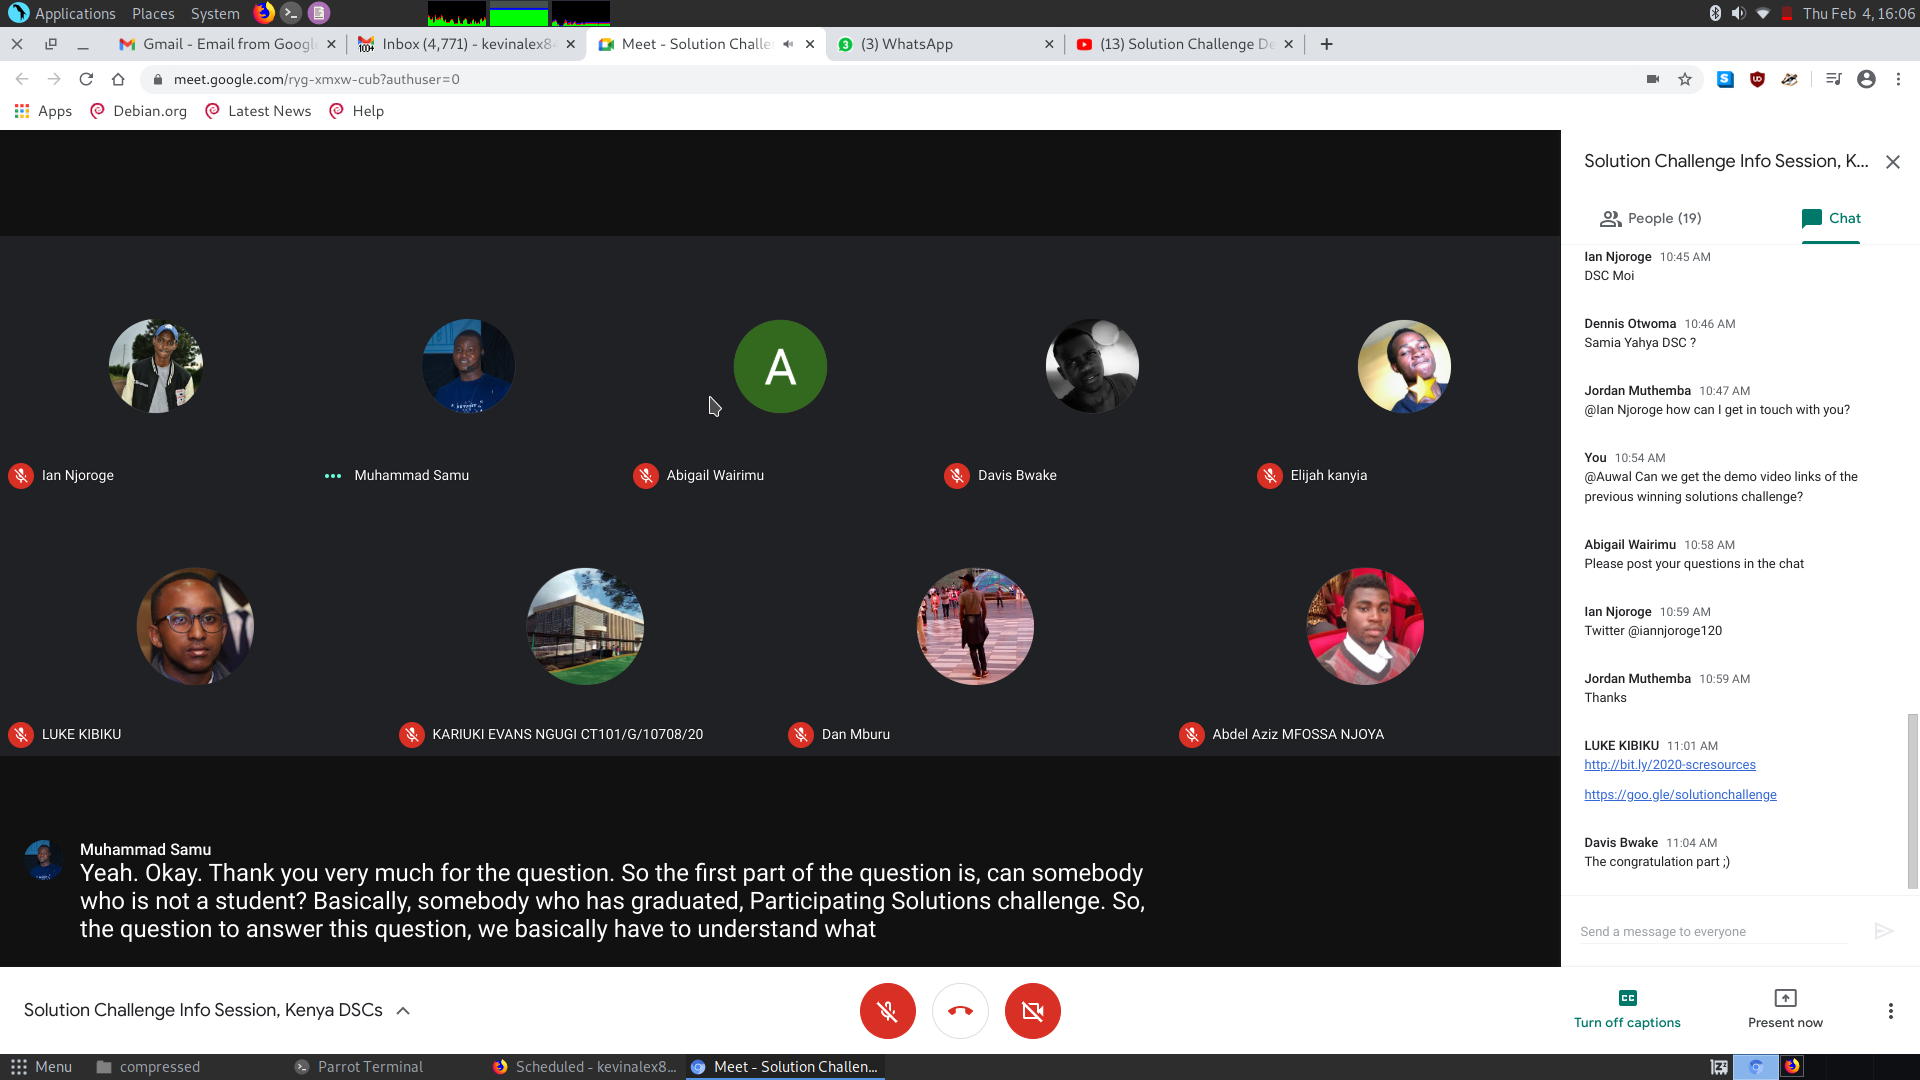 Applications Places System
Thu Feb 4, 16:06
Gmail - Email from Googl
Inbox (4,771) - kevinalex8
Meet - Solution Challe
(3) WhatsApp
(13) Solution Challenge De
meet.google.com/ryg-xmxw-cub?authuser=0
Apps Debian.org Latest News Help
Solution Challenge Info Session, K...
People (19)
Chat
Ian Njoroge 10:45 AM
DSC Moi
Dennis Otwoma 10:46 AM
Samia Yahya DSC ?
Jordan Muthemba 10:47 AM
@Ian Njoroge how can I get in touch with you?
You 10:54 AM
@Auwal Can we get the demo video links of the
previous winning solutions challenge?
Abigail Wairimu 10:58 AM
Please post your questions in the chat
Ian Njoroge 10:59 AM
Twitter @iannjoroge120
Jordan Muthemba 10:59 AM
Thanks
LUKE KIBIKU 11:01 AM
http://bit.ly/2020-scresources
https://goo.gle/solutionchallenge
Davis Bwake 11:04 AM
The congratulation part ;)
Send a message to everyone
A
Ian Njoroge
Muhammad Samu
Abigail Wairimu
Davis Bwake
Elijah kanyia
LUKE KIBIKU
KARIUKI EVANS NGUGI CT101/G/10708/20
Dan Mburu
Abdel Aziz MFOSSA NJOYA
Muhammad Samu
Yeah. Okay. Thank you very much for the question. So the first part of the question is, can somebody
who is not a student? Basically, somebody who has graduated, Participating Solutions challenge. So,
the question to answer this question, we basically have to understand what
Solution Challenge Info Session, Kenya DSCs
Turn off captions
Present now
Menu
compressed
Parrot Terminal
Scheduled - kevinalex8...
Meet - Solution Challen...